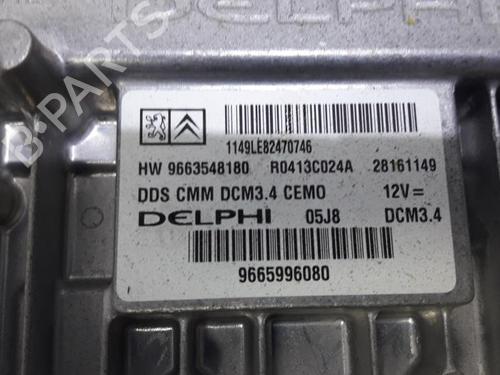 DELPHI
1149LE82470746
HW 9663548180 R0413C024A 28161149
DDS CMM DCM3.4 CEMO 12V=
DELPHI 05J8 DCM3.4
9665996080
B-PARTS